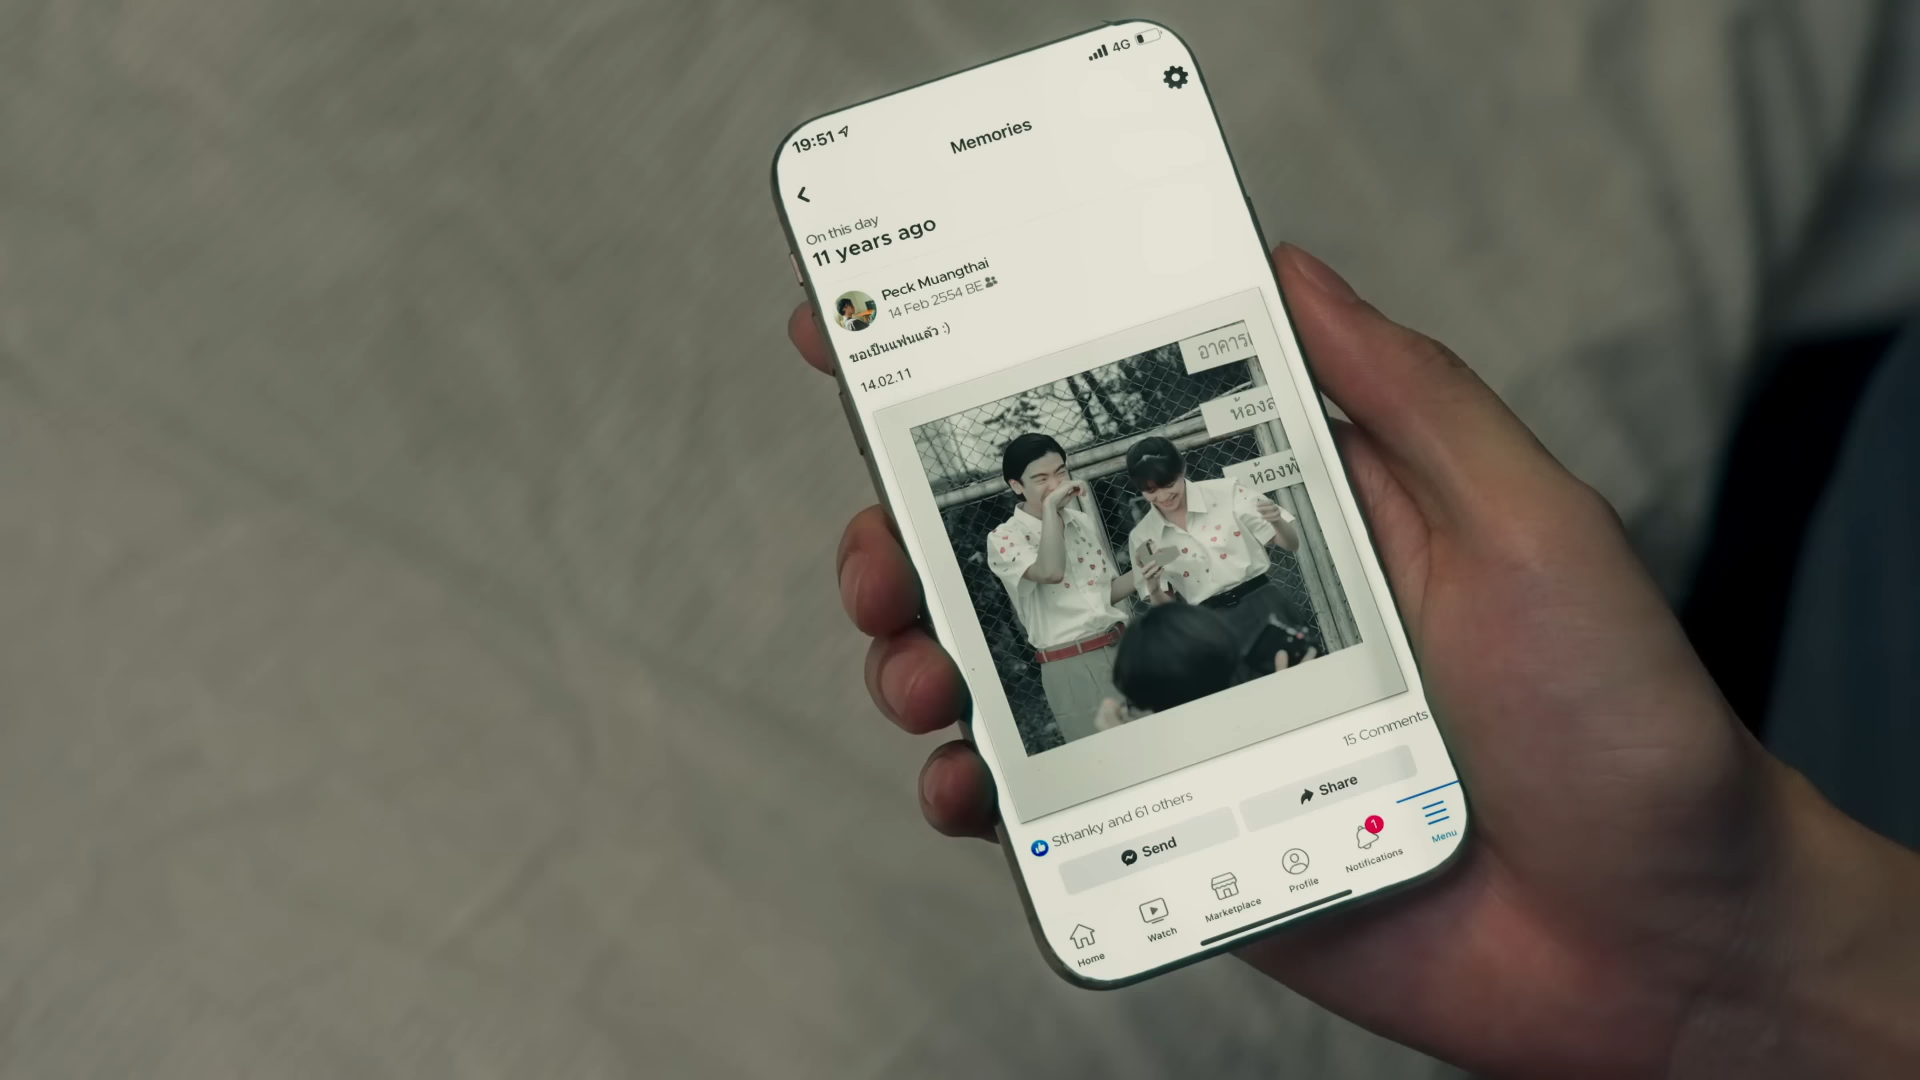 19:51
4G
Memories
On this day
11 years ago
Peck Muangthai
14 Feb 2554 BE
ขอเป็นแฟนแล้ว :)
14.02.11
อาคาร
ห้อง
ห้อง
15 Comments
Sthanky and 61 others
Send
Share
Home
Watch
Marketplace
Profile
1
Notifications
Menu